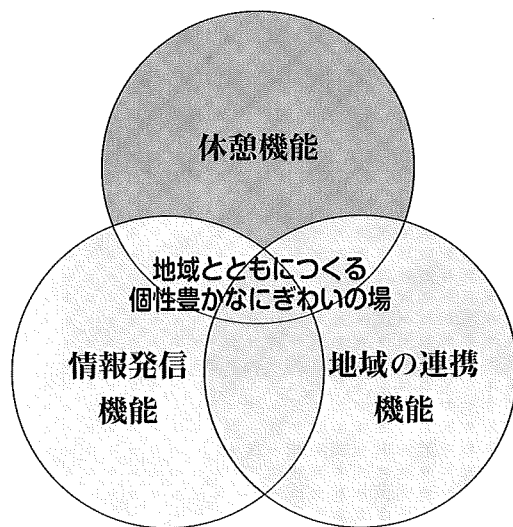 休憩機能
地域とともにつくる
個性豊かなにぎわいの場
情報発信
機能
地域の連携
機能